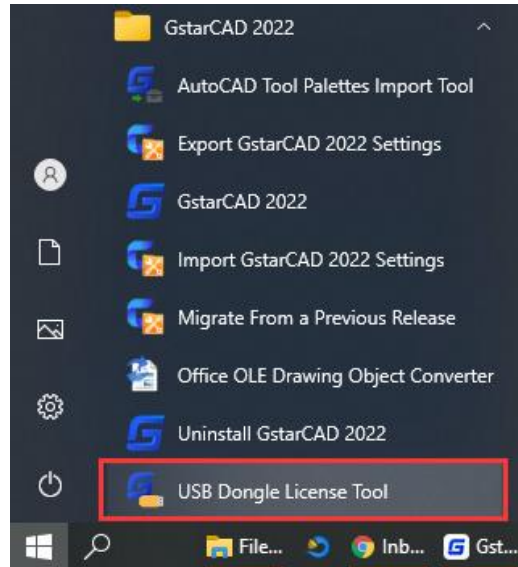 GstarCAD 2022
AutoCAD Tool Palettes Import Tool
Export GstarCAD 2022 Settings
GstarCAD 2022
Import GstarCAD 2022 Settings
Migrate From a Previous Release
Office OLE Drawing Object Converter
Uninstall GstarCAD 2022
USB Dongle License Tool
File... Inb... Gst...